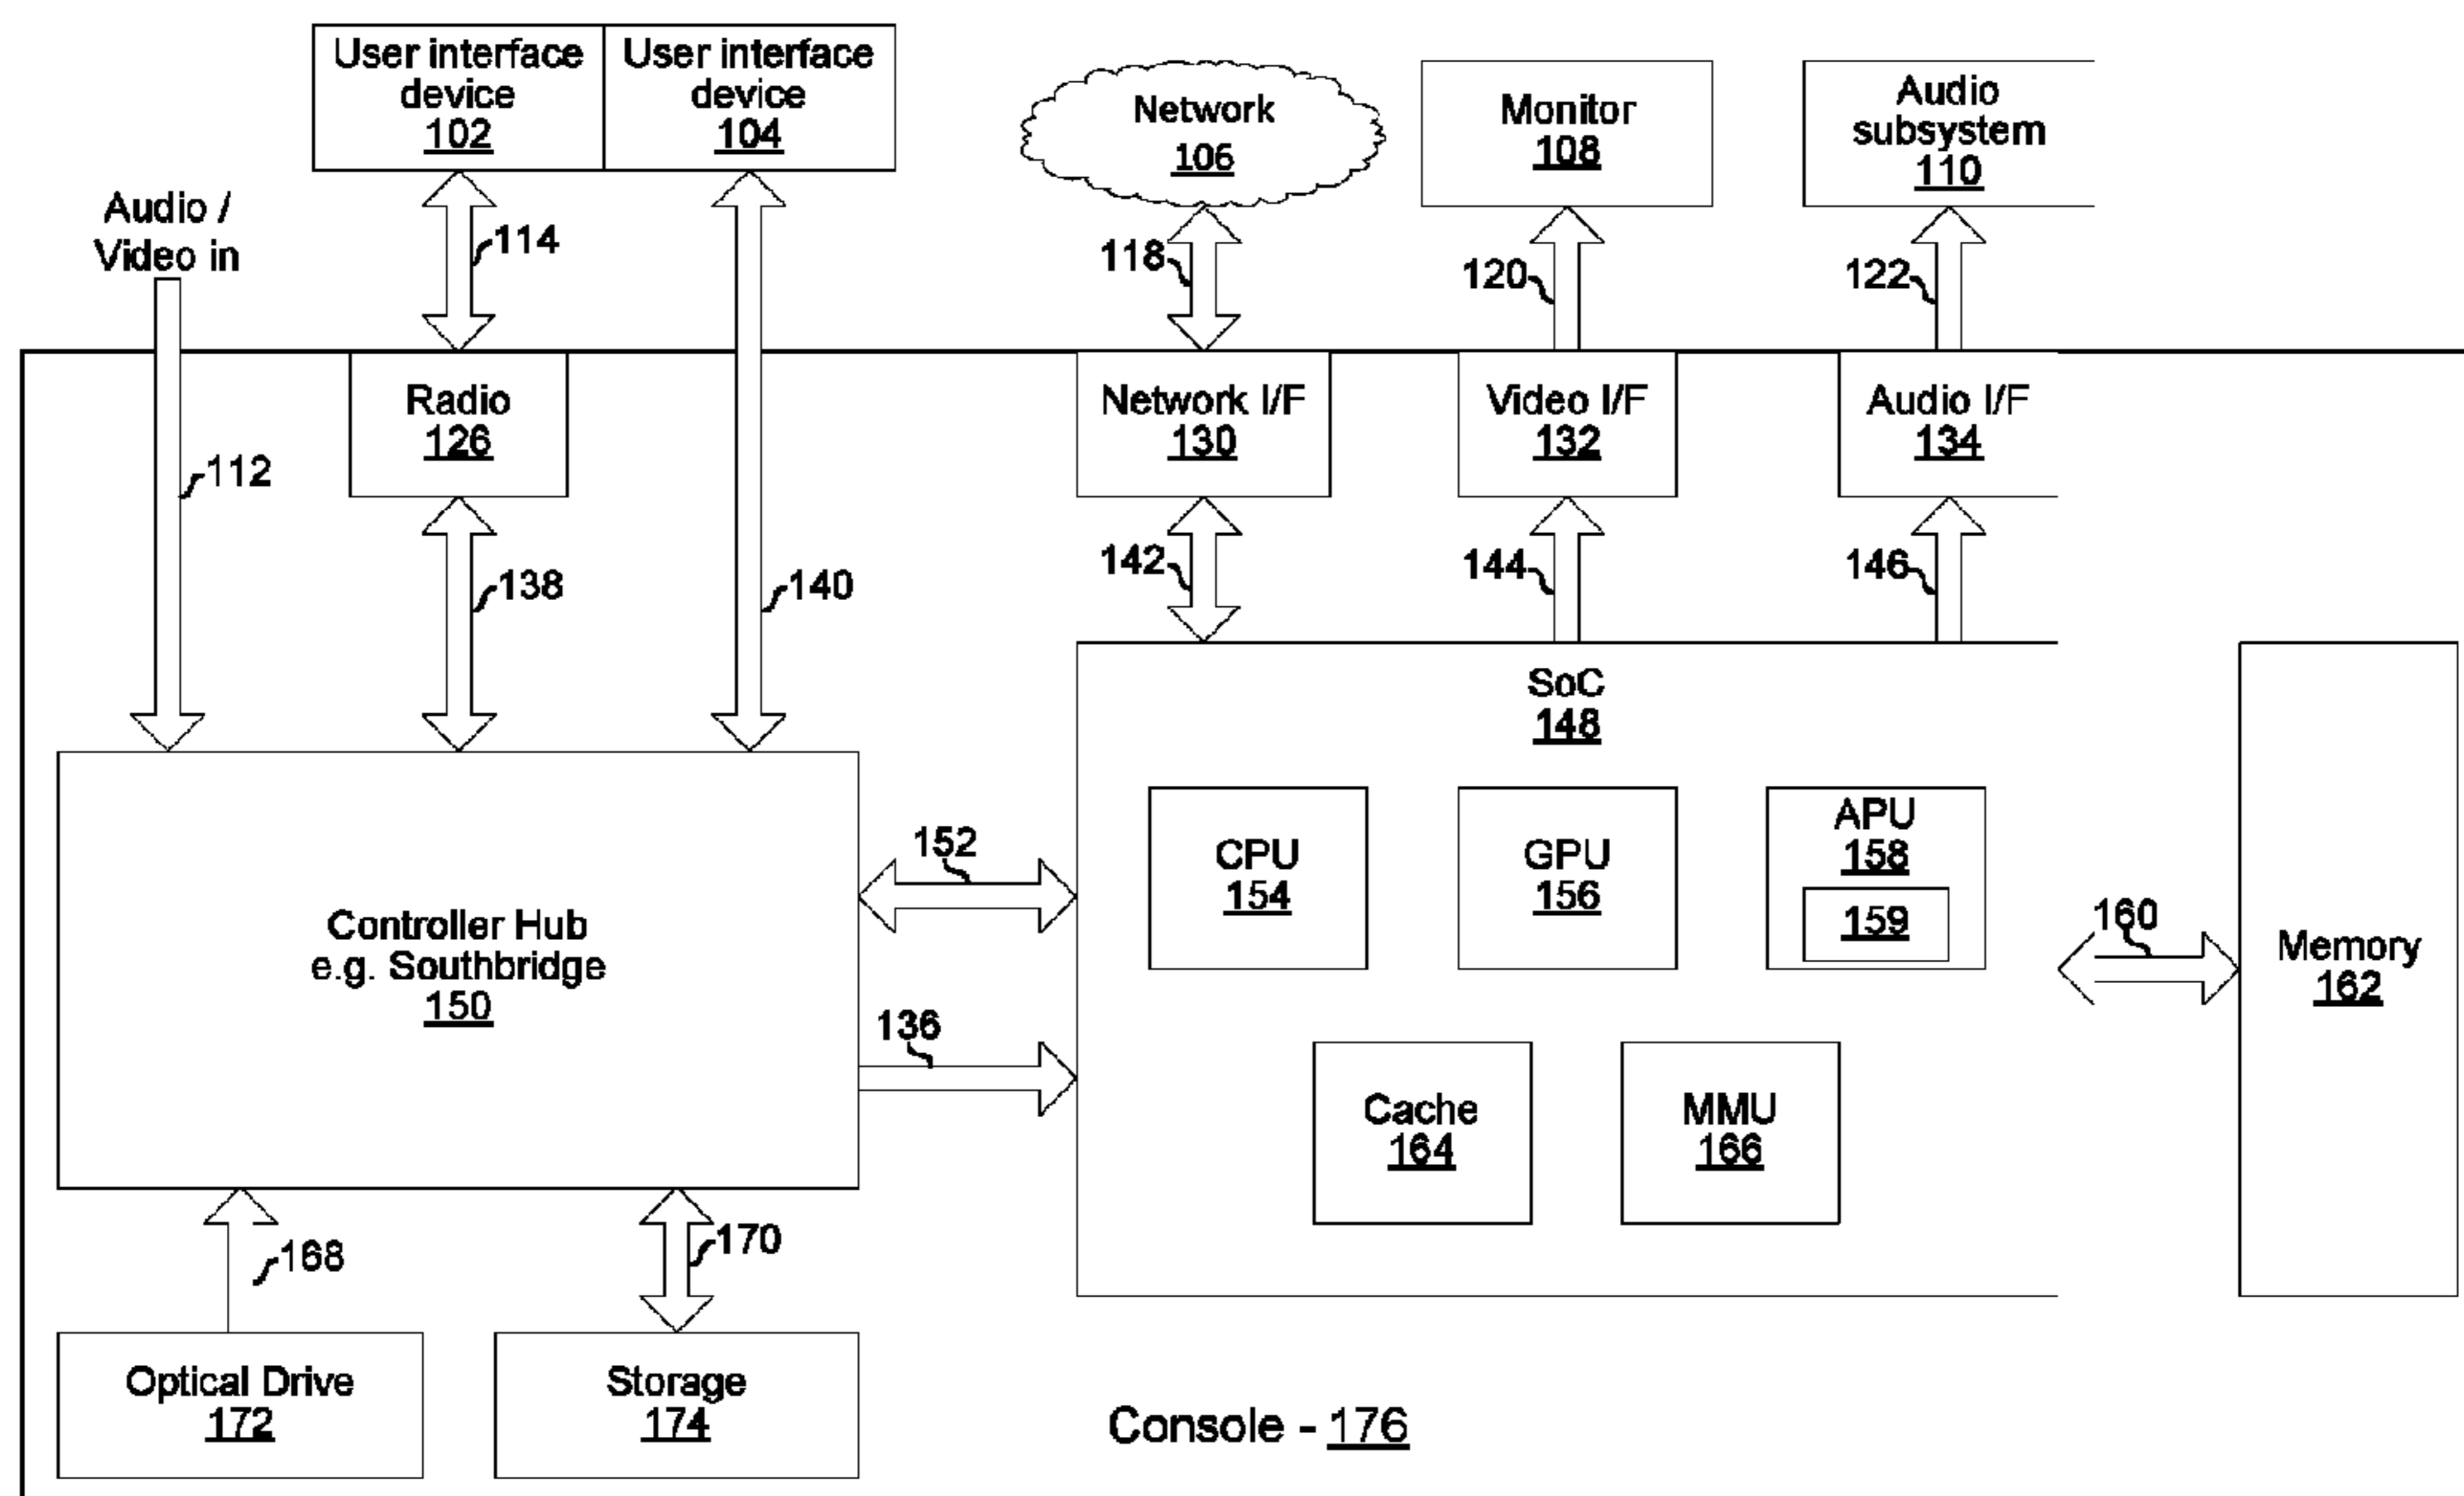 User interface
device
102
User interface
device
104
Network
106
Monitor
108
Audio
subsystem
110
Audio /
Video in
114
118
120
122
Radio
126
Network I/F
130
Video I/F
132
Audio I/F
134
112
138
140
142
144
146
SoC
148
CPU
154
GPU
156
APU
158
159
152
160
Controller Hub
e.g. Southbridge
150
Memory
162
136
Cache
164
MMU
166
168
170
Optical Drive
172
Storage
174
Console - 176